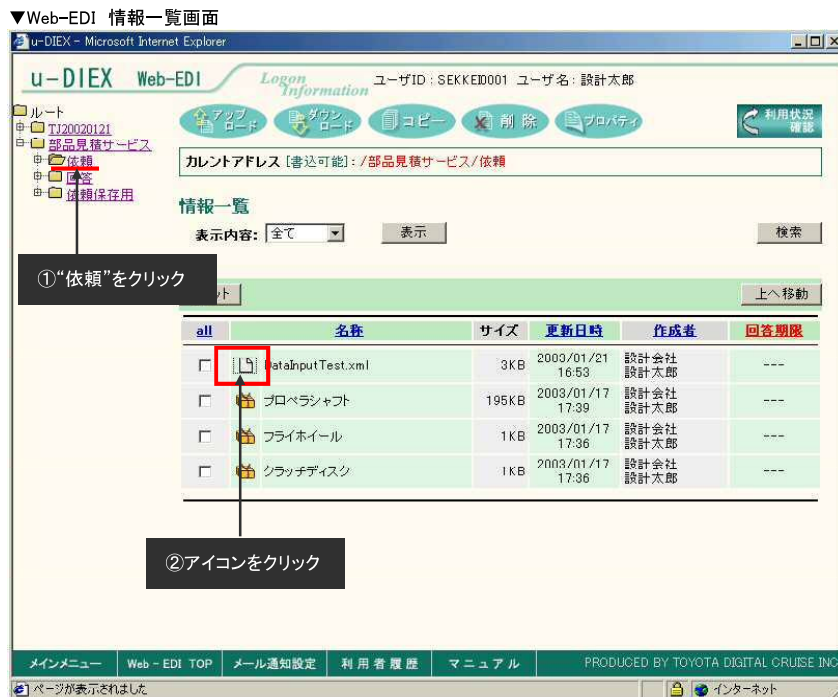 ▼Web-EDI 情報一覧画面
u-DIEX - Microsoft Internet Explorer
u-DIEX Web-EDI
Logon Information
ユーザID : SEKKEI0001 ユーザ名 : 設計太郎
ルート
TJ20020121
部品見積サービス
依頼
回答
依頼保存用
アップロード
ダウンロード
コピー
削除
プロパティ
利用状況確認
カレントアドレス [書込可能] : /部品見積サービス/依頼
情報一覧
表示内容: 全て 表示 検索
①“依頼”をクリック
ット 上へ移動
all 名称 サイズ 更新日時 作成者 回答期限
DataInputTest.xml 3KB 2003/01/21 16:53 設計会社 設計太郎 ---
プロペラシャフト 195KB 2003/01/17 17:39 設計会社 設計太郎 ---
フライホイール 1KB 2003/01/17 17:36 設計会社 設計太郎 ---
クラッチディスク 1KB 2003/01/17 17:36 設計会社 設計太郎 ---
②アイコンをクリック
メインメニュー Web - EDI TOP メール通知設定 利用者履歴 マニュアル PRODUCED BY TOYOTA DIGITAL CRUISE INC
ページが表示されました インターネット